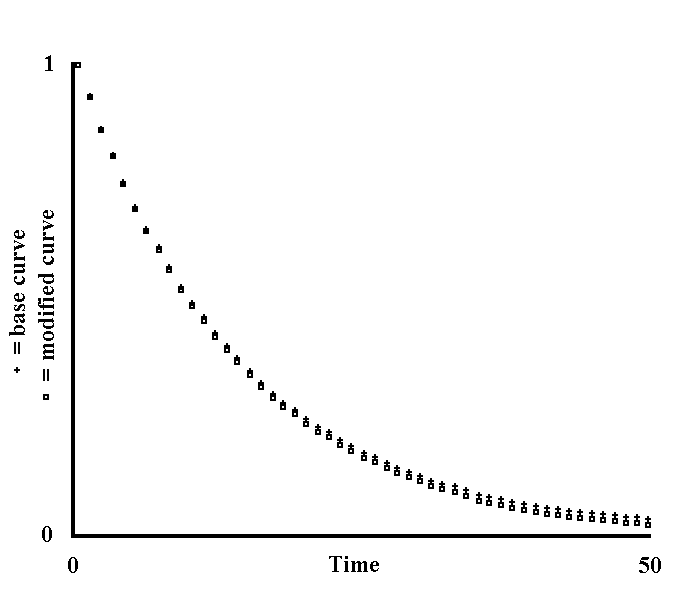 1
+ = base curve
▫ = modified curve
0
0
Time
50